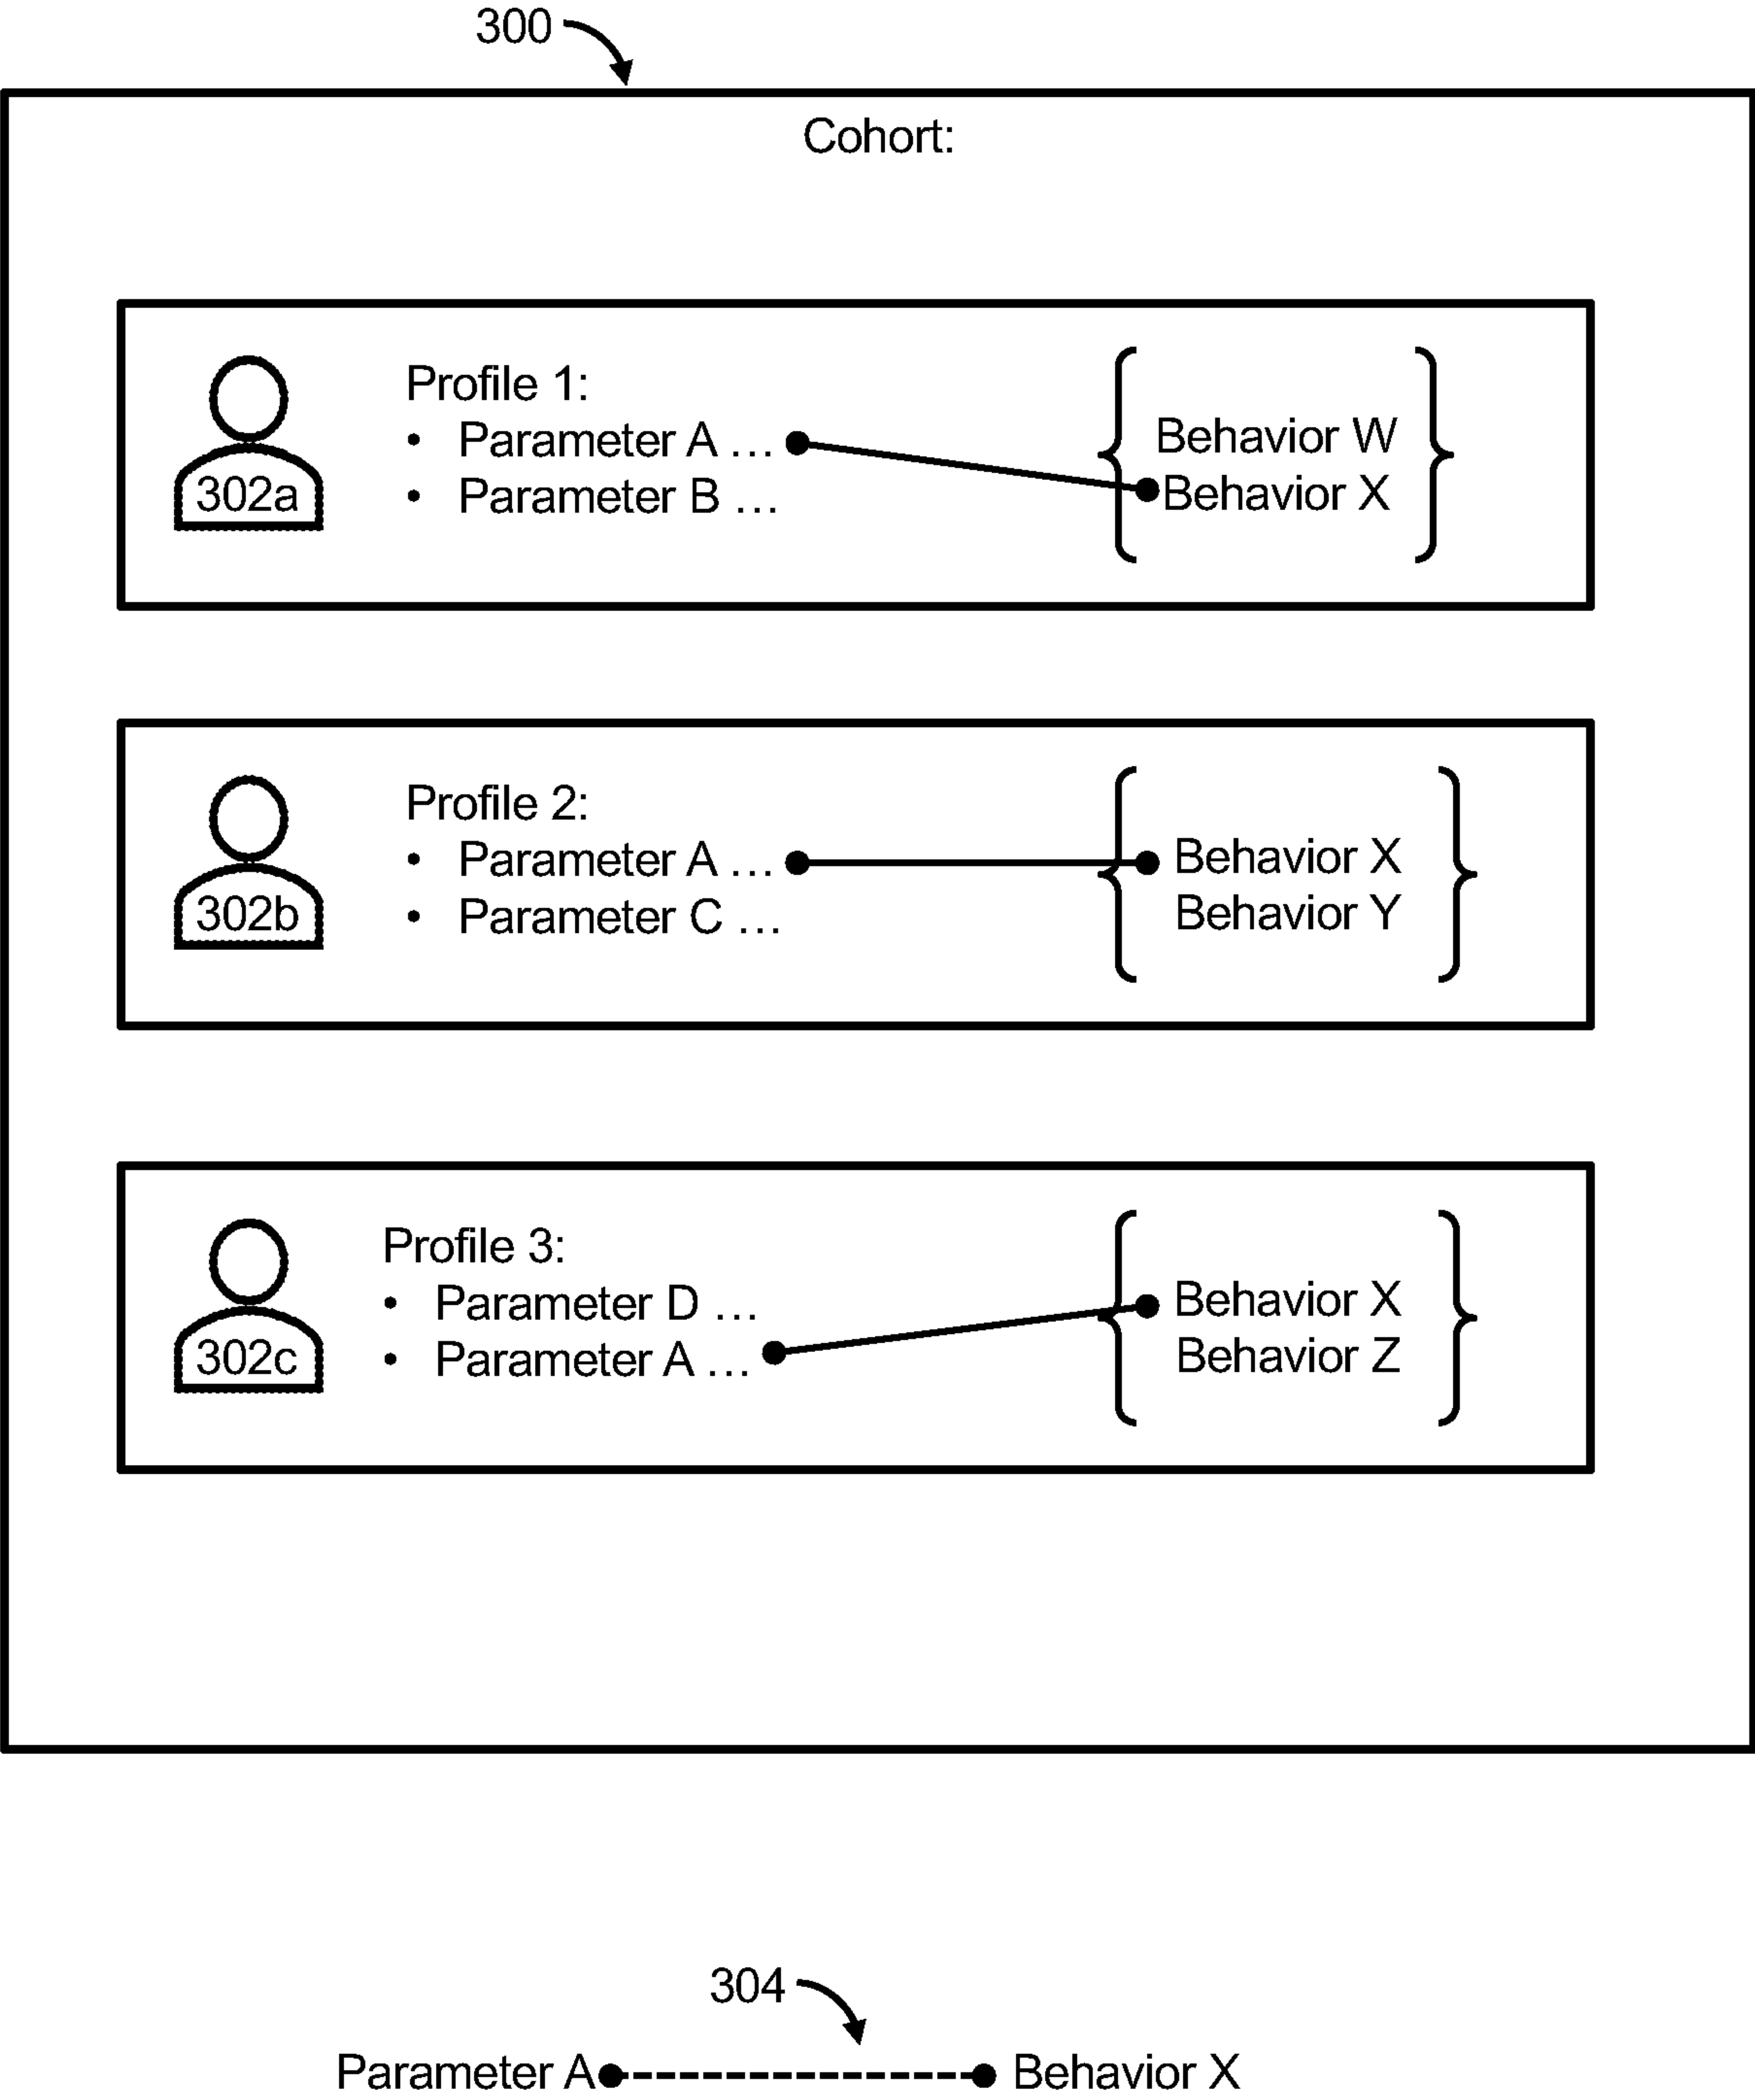 300
Cohort:
Profile 1:
• Parameter A ...
• Parameter B ...
302a
Behavior W
Behavior X
Profile 2:
• Parameter A ...
• Parameter C ...
302b
Behavior X
Behavior Y
Profile 3:
• Parameter D ...
• Parameter A ...
302c
Behavior X
Behavior Z
304
Parameter A Behavior X